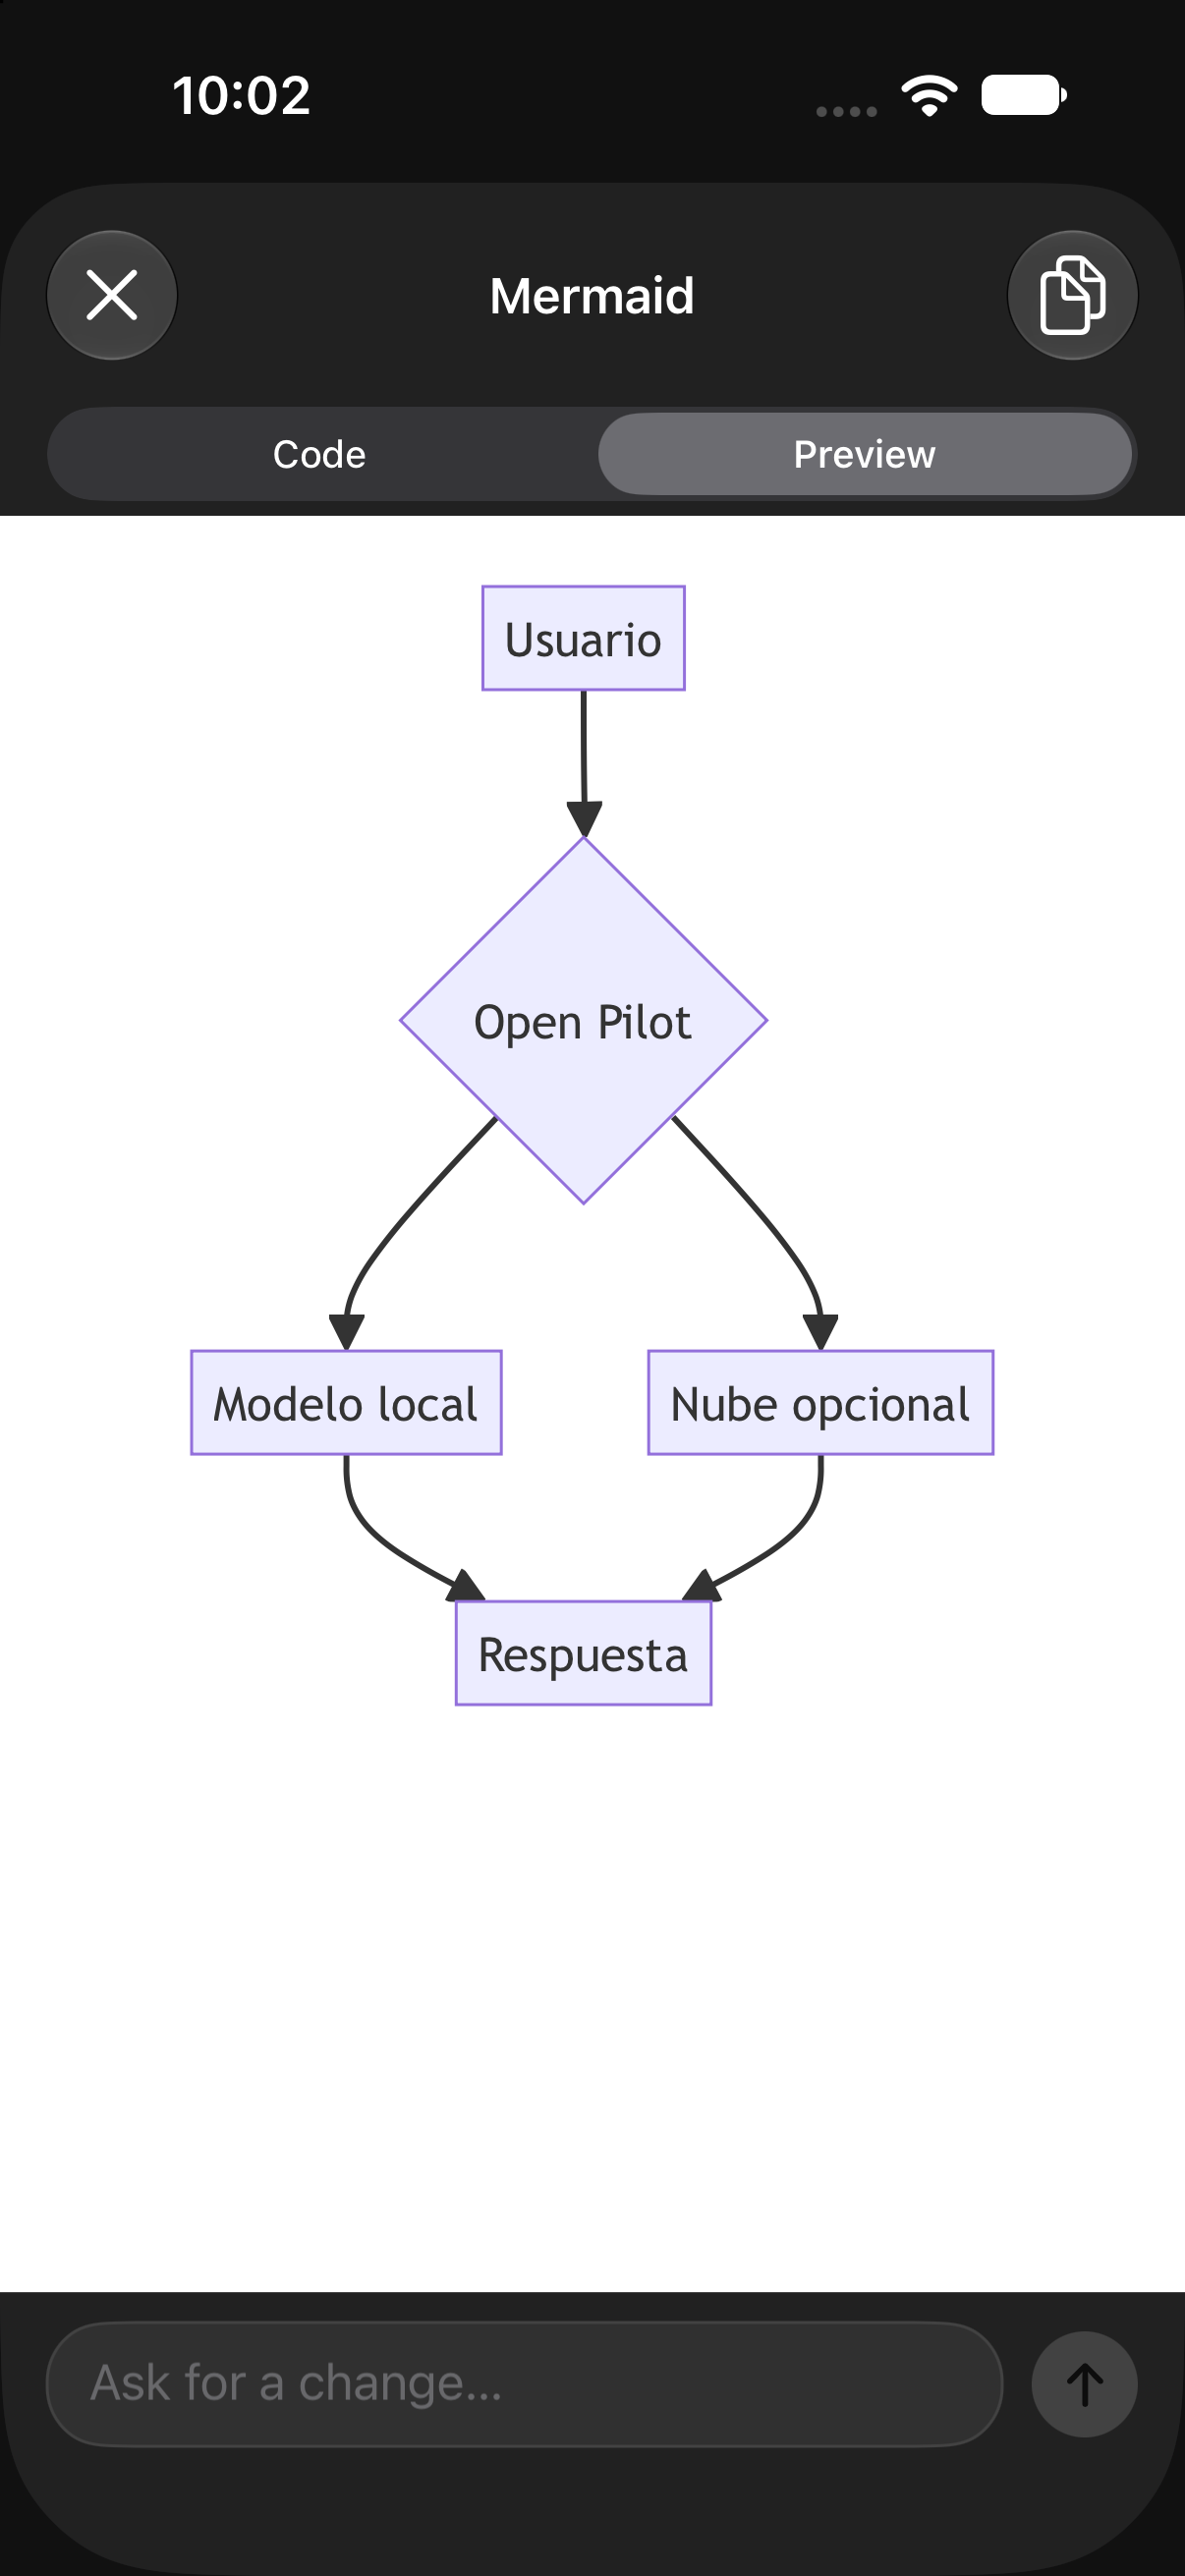 10:02
Mermaid
Code
Preview
Usuario
Open Pilot
Modelo local
Nube opcional
Respuesta
Ask for a change...